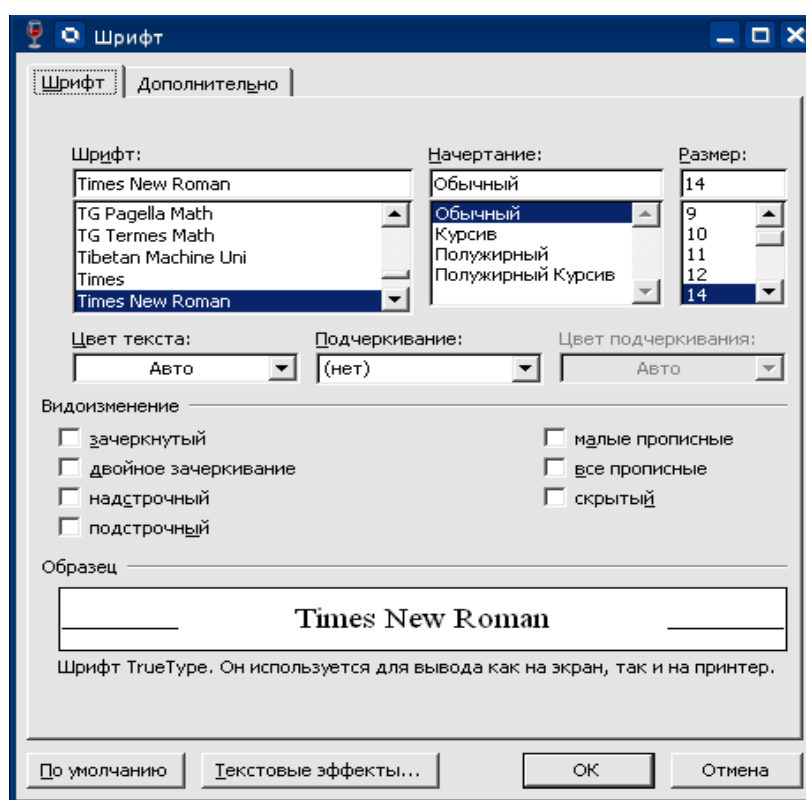 Шрифт
Шрифт Дополнительно
Шрифт: Начертание: Размер:
Times New Roman Обычный 14
TG Pagella Math Обычный 9
TG Termes Math Курсив 10
Tibetan Machine Uni Полужирный 11
Times Полужирный Курсив 12
Times New Roman 14
Цвет текста: Подчеркивание: Цвет подчеркивания:
Авто (нет) Авто
Видоизменение
зачеркнутый малые прописные
двойное зачеркивание все прописные
надстрочный скрытый
подстрочный
Образец
Times New Roman
Шрифт TrueType. Он используется для вывода как на экран, так и на принтер.
По умолчанию Текстовые эффекты... ОК Отмена